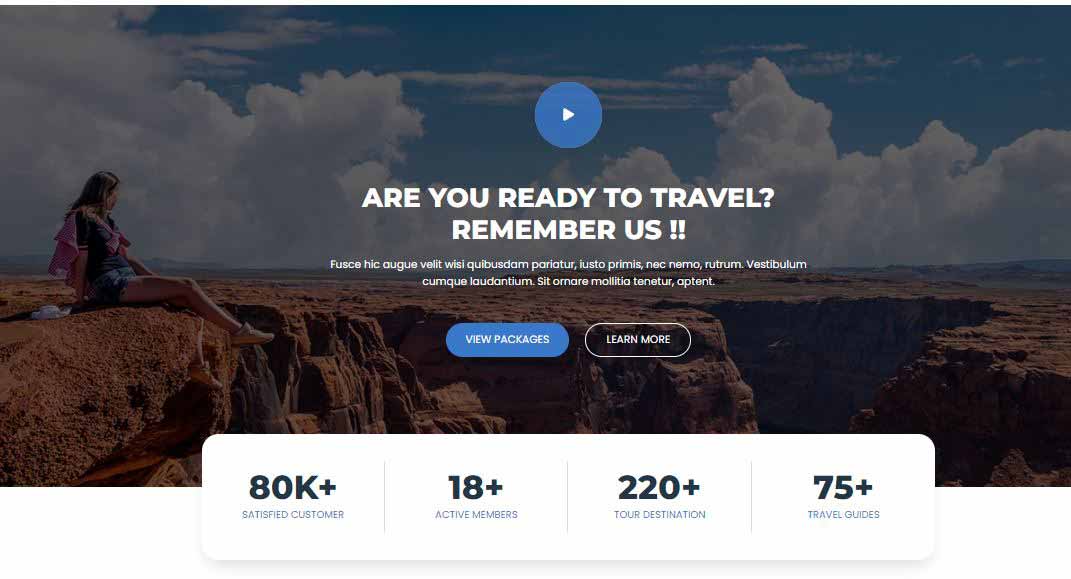 ARE YOU READY TO TRAVEL?
REMEMBER US !!
Fusce hic augue velit wisi quibusdam pariatur, iusto primis, nec nemo, rutrum. Vestibulum
cumque laudantium. Sit ornare mollitia tenetur, aptent.
VIEW PACKAGES
LEARN MORE
80K+
SATISFIED CUSTOMER
18+
ACTIVE MEMBERS
220+
TOUR DESTINATION
75+
TRAVEL GUIDES